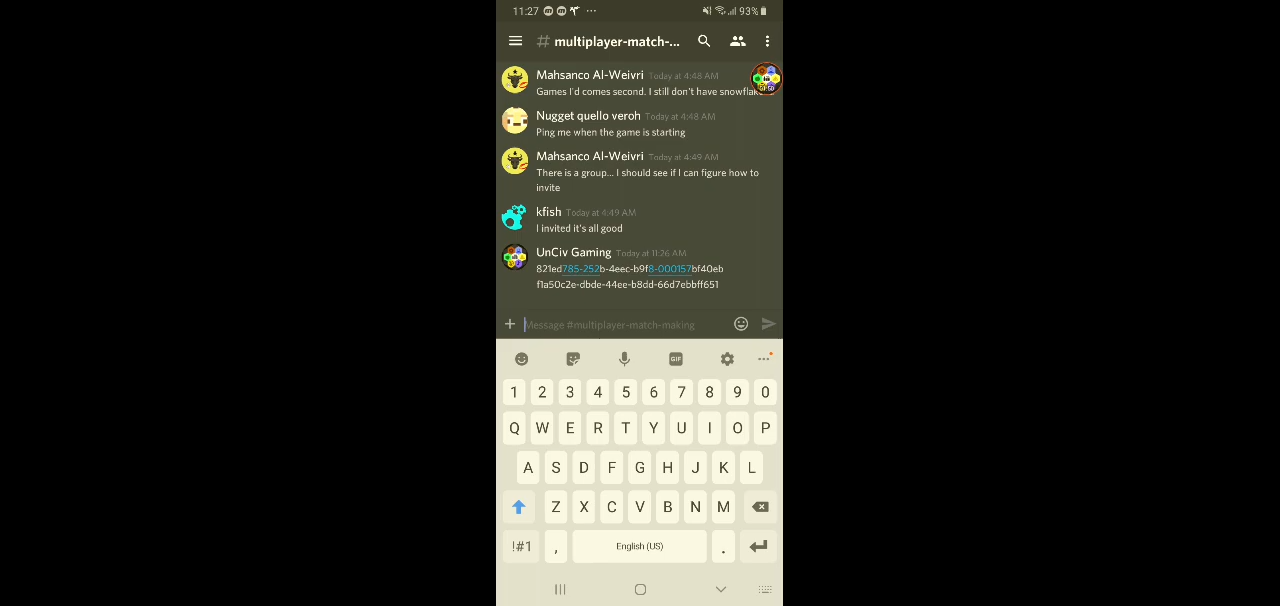 11:27
93%
# multiplayer-match-...
Mahsanco Al-Weivri Today at 4:48 AM
Games I'd comes second. I still don't have snowflak
Nugget quello veroh Today at 4:48 AM
Ping me when the game is starting
Mahsanco Al-Weivri Today at 4:49 AM
There is a group... I should see if I can figure how to
invite
kfish Today at 4:49 AM
I invited it's all good
UnCiv Gaming Today at 11:26 AM
821ed785-252b-4eec-b9f8-000157bf40eb
f1a50c2e-dbde-44ee-b8dd-66d7ebbff651
Message #multiplayer-match-making
GIF
1 2 3 4 5 6 7 8 9 0
Q W E R T Y U I O P
A S D F G H J K L
Z X C V B N M
!#1 , English (US) .